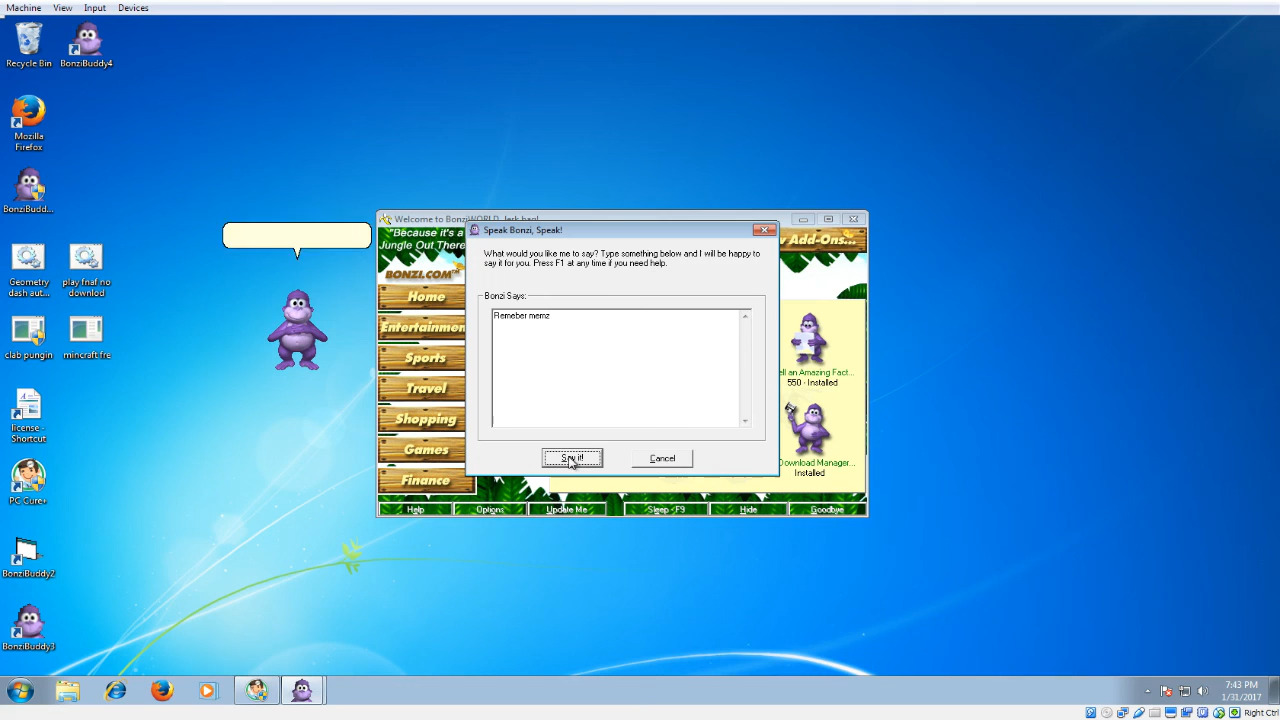 Machine View Input Devices
Recycle Bin
BonziBuddy4
Mozilla
Firefox
BonziBudd...
Geometry
dash aut...
play fnaf no
downlod
clab pungin
mincraft fre
license -
Shortcut
PC Cure+
BonziBuddy2
BonziBuddy3
Welcome to BonziWORLD,
"Because it's a
Jungle Out There
BONZI.COM™
Home
Entertainmen
Sports
Travel
Shopping
Games
Finance
Help
Options
Update Me
Sleep - F9
Hide
Goodbye
Add-Ons...
ell an Amazing Fact...
550 - Installed
Download Manager...
Installed
Speak Bonzi, Speak!
What would you like me to say? Type something below and I will be happy to
say it for you. Press F1 at any time if you need help.
Bonzi Says:
Remeber memz
Say it!
Cancel
7:43 PM
1/31/2017
Right Ctrl